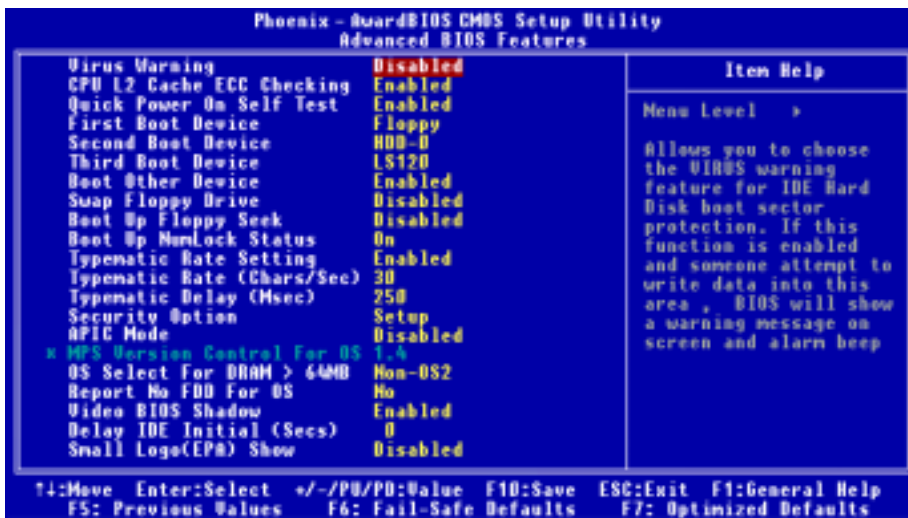 Phoenix - AwardBIOS CMOS Setup Utility
Advanced BIOS Features
Virus Warning Disabled
CPU L2 Cache ECC Checking Enabled
Quick Power On Self Test Enabled
First Boot Device Floppy
Second Boot Device HDD-0
Third Boot Device LS120
Boot Other Device Enabled
Swap Floppy Drive Disabled
Boot Up Floppy Seek Disabled
Boot Up NumLock Status On
Typematic Rate Setting Enabled
Typematic Rate (Chars/Sec) 30
Typematic Delay (Msec) 250
Security Option Setup
APIC Mode Disabled
x MPS Version Control For OS 1.4
OS Select For DRAM > 64MB Non-OS2
Report No FDD For OS No
Video BIOS Shadow Enabled
Delay IDE Initial (Secs) 0
Small Logo(EPA) Show Disabled
Item Help
Menu Level ►
Allows you to choose
the VIRUS warning
feature for IDE Hard
Disk boot sector
protection. If this
function is enabled
and someone attempt to
write data into this
area , BIOS will show
a warning message on
screen and alarm beep
↑↓:Move Enter:Select +/-/PU/PD:Value F10:Save ESC:Exit F1:General Help
F5: Previous Values F6: Fail-Safe Defaults F7: Optimized Defaults